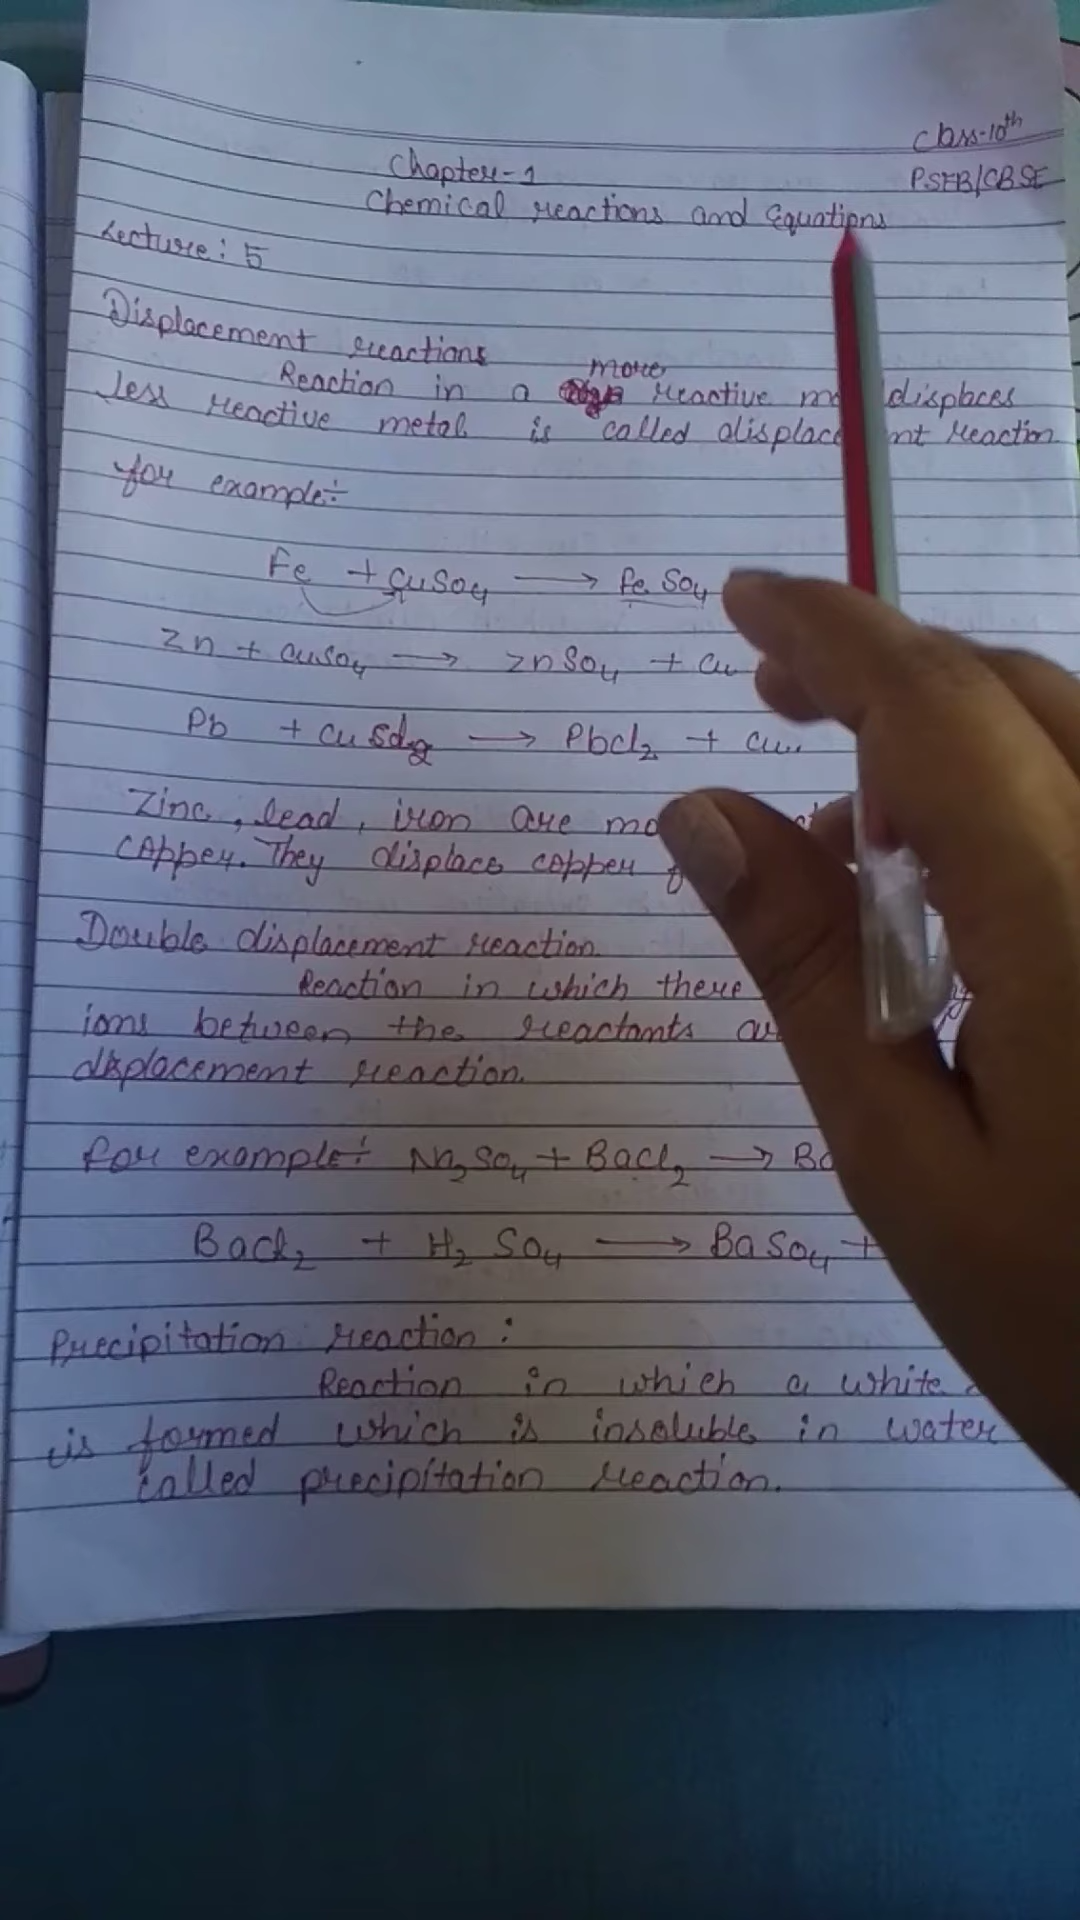 Class-10th
Chapter-1
PSEB/CBSE
Chemical reactions and Equations
Lecture: 5
Displacement reactions
more
Reaction in a reactive displaces
less reactive metal is called reaction
for example:-
Fe + CuSO4 → FeSO4
Zn + CuSO4 → ZnSO4 + Cu
Pb + Cu → PbCl2 + Cu.
Zinc, lead, iron are
copper. They displace copper
Double displacement reaction.
Reaction in which there
ions between the reactants
displacement reaction.
for example:- Na2SO4 + BaCl2 →
BaCl2 + H2SO4 → BaSO4 +
Precipitation reaction:
Reaction in which a white
is formed which is insoluble in water
called precipitation reaction.